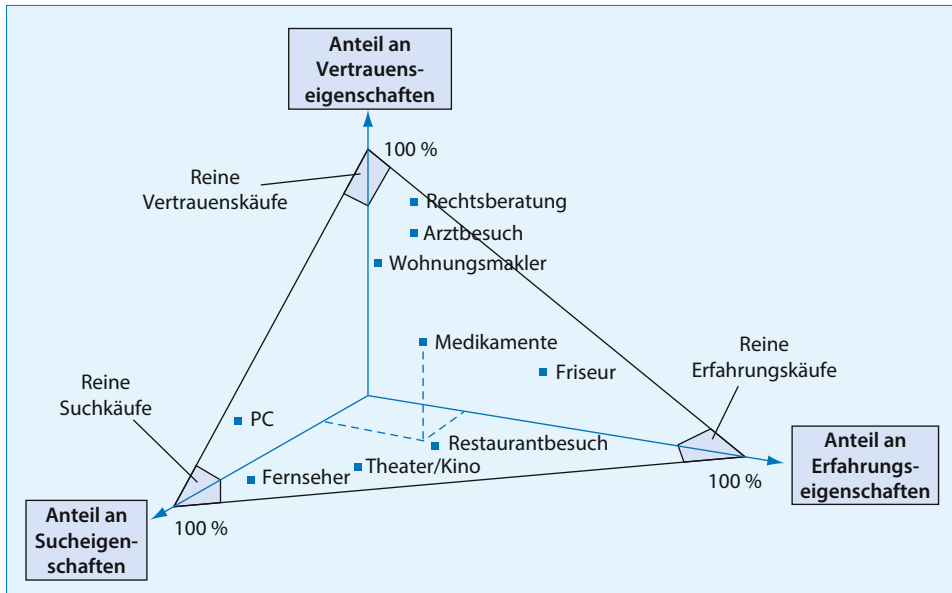 Anteil an
Vertrauens-
eigenschaften
100 %
Reine
Vertrauenskäufe
Rechtsberatung
Arztbesuch
Wohnungsmakler
Medikamente
Friseur
Reine
Erfahrungskäufe
Reine
Suchkäufe
PC
Restaurantbesuch
Theater/Kino
Fernseher
Anteil an
Erfahrungs-
eigenschaften
100 %
Anteil an
Sucheigen-
schaften
100 %